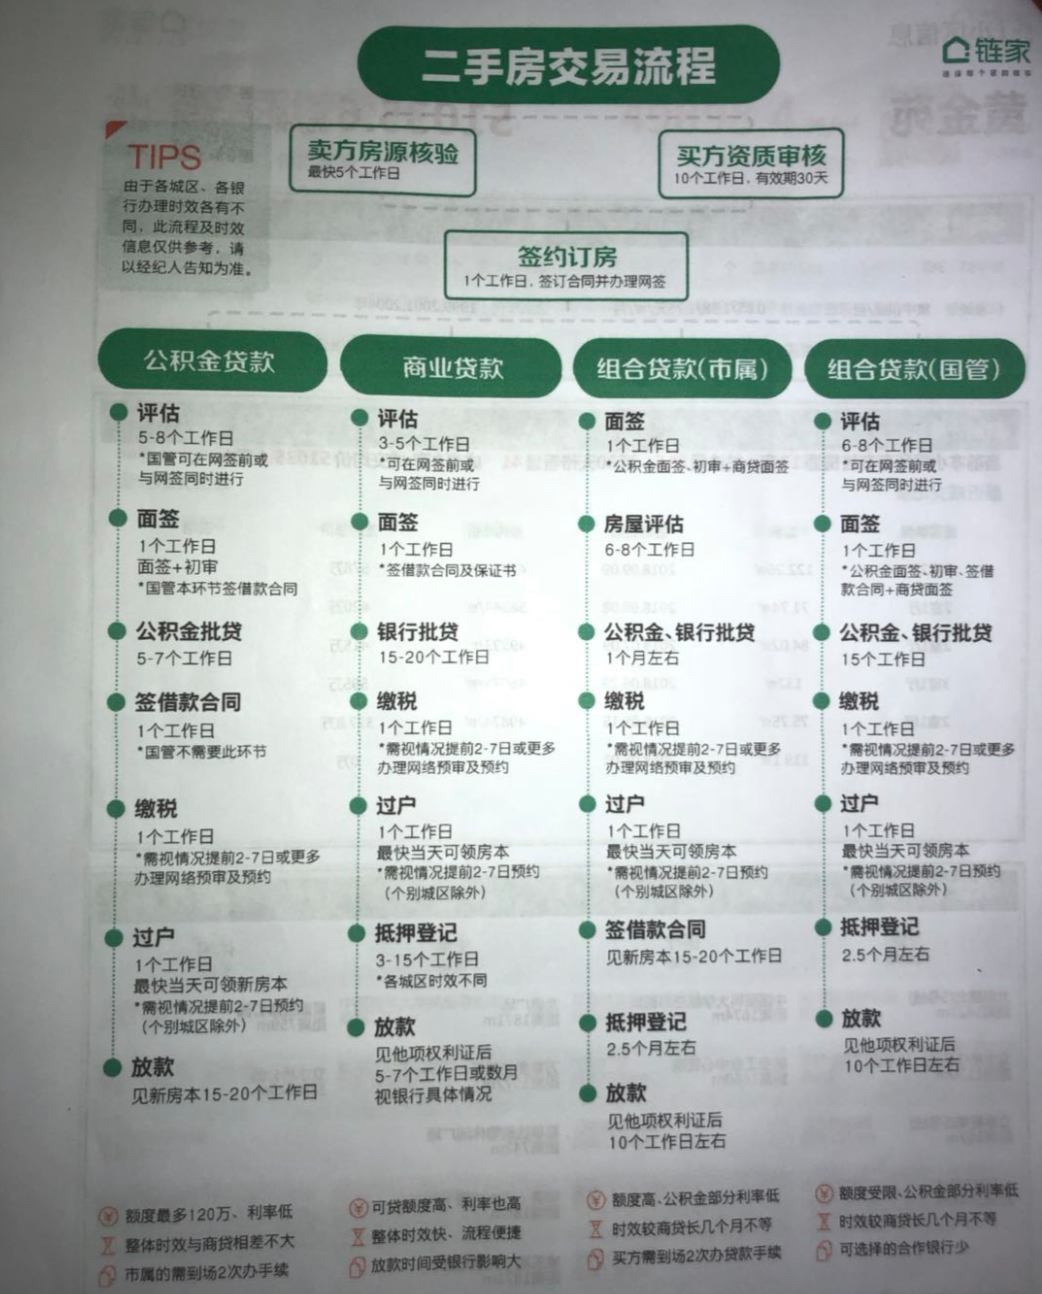 二手房交易流程
链家
TIPS
由于各城区、各银
行办理时效各有不
同,此流程及时效
信息仅供参考,请
以经纪人告知为准。
卖方房源核验
最快5个工作日
买方资质审核
10个工作日,有效期30天
签约订房
1个工作日,签订合同并办理网签
公积金贷款
评估
5-8个工作日
*国管可在网签前或
与网签同时进行
面签
1个工作日
面签+初审
*国管本环节签借款合同
公积金批贷
5-7个工作日
签借款合同
1个工作日
*国管不需要此环节
缴税
1个工作日
*需视情况提前2-7日或更多
办理网络预审及预约
过户
1个工作日
最快当天可领新房本
*需视情况提前2-7日预约
(个别城区除外)
放款
见新房本15-20个工作日
额度最多120万、利率低
整体时效与商贷相差不大
市属的需到场2次办手续
商业贷款
评估
3-5个工作日
*可在网签前或
与网签同时进行
面签
1个工作日
*签借款合同及保证书
银行批贷
15-20个工作日
缴税
1个工作日
*需视情况提前2-7日或更多
办理网络预审及预约
过户
1个工作日
最快当天可领房本
*需视情况提前2-7日预约
(个别城区除外)
抵押登记
3-15个工作日
*各城区时效不同
放款
见他项权利证后
5-7个工作日或数月
视银行具体情况
可贷额度高、利率也高
整体时效快、流程便捷
放款时间受银行影响大
组合贷款(市属)
面签
1个工作日
*公积金面签、初审+商贷面签
房屋评估
6-8个工作日
公积金、银行批贷
1个月左右
缴税
1个工作日
*需视情况提前2-7日或更多
办理网络预审及预约
过户
1个工作日
最快当天可领房本
*需视情况提前2-7日预约
(个别城区除外)
签借款合同
见新房本15-20个工作日
抵押登记
2.5个月左右
放款
见他项权利证后
10个工作日左右
额度高、公积金部分利率低
时效较商贷长几个月不等
买方需到场2次办贷款手续
组合贷款(国管)
评估
6-8个工作日
*可在网签前或
与网签同时进行
面签
1个工作日
*公积金面签、初审、签借
款合同+商贷面签
公积金、银行批贷
15个工作日
缴税
1个工作日
*需视情况提前2-7日或更多
办理网络预审及预约
过户
1个工作日
最快当天可领房本
*需视情况提前2-7日预约
(个别城区除外)
抵押登记
2.5个月左右
放款
见他项权利证后
10个工作日左右
额度受限、公积金部分利率低
时效较商贷长几个月不等
可选择的合作银行少